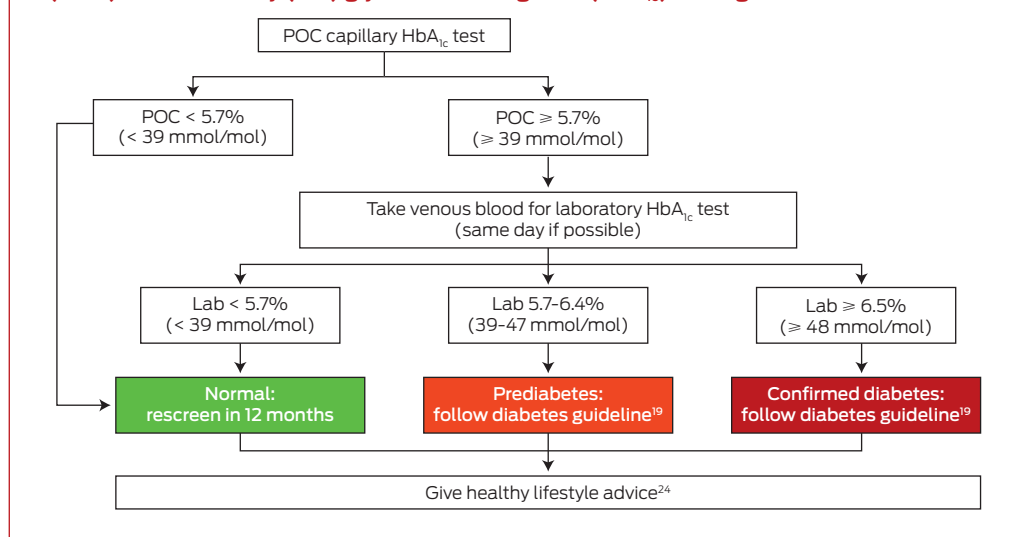 POC capillary HbA₁c test
POC < 5.7%
(< 39 mmol/mol)
POC ⩾ 5.7%
(⩾ 39 mmol/mol)
Take venous blood for laboratory HbA₁c test
(same day if possible)
Lab < 5.7%
(< 39 mmol/mol)
Lab 5.7-6.4%
(39-47 mmol/mol)
Lab ⩾ 6.5%
(⩾ 48 mmol/mol)
Normal:
rescreen in 12 months
Prediabetes:
follow diabetes guideline¹⁹
Confirmed diabetes:
follow diabetes guideline¹⁹
Give healthy lifestyle advice²⁴